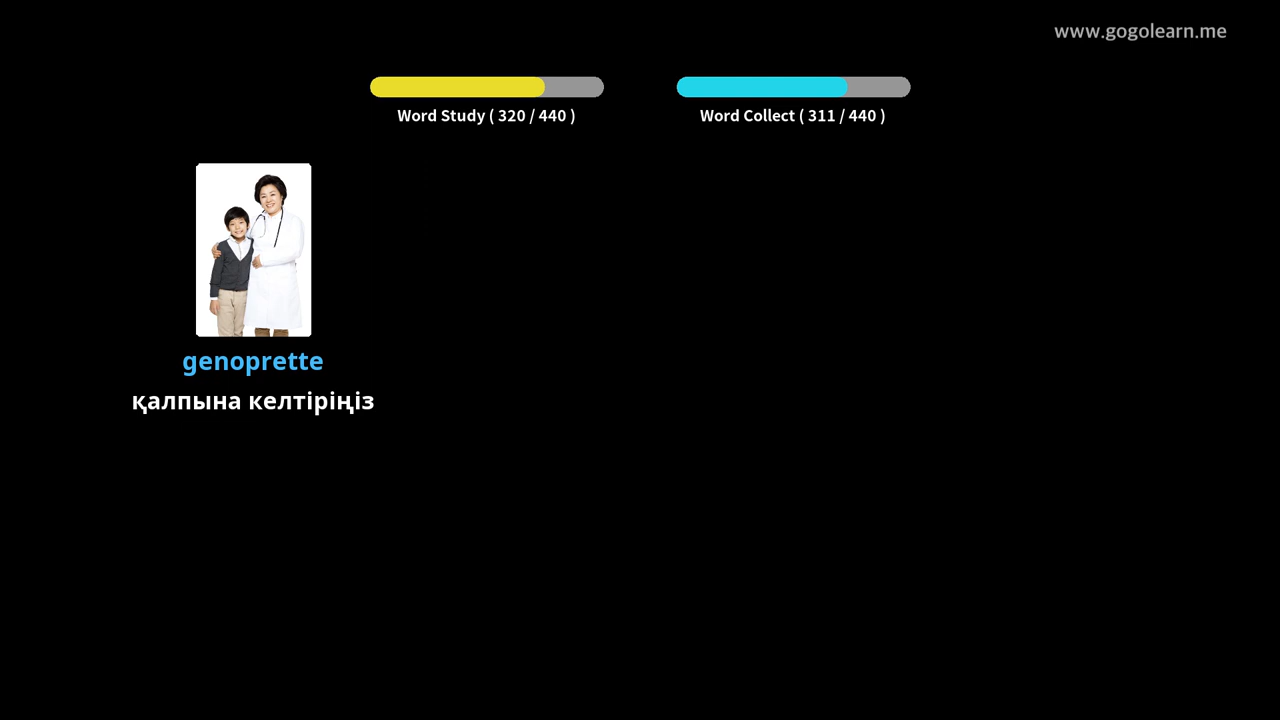 www.gogolearn.me
Word Study ( 320 / 440 )
Word Collect ( 311 / 440 )
genoprette
қалпына келтіріңіз